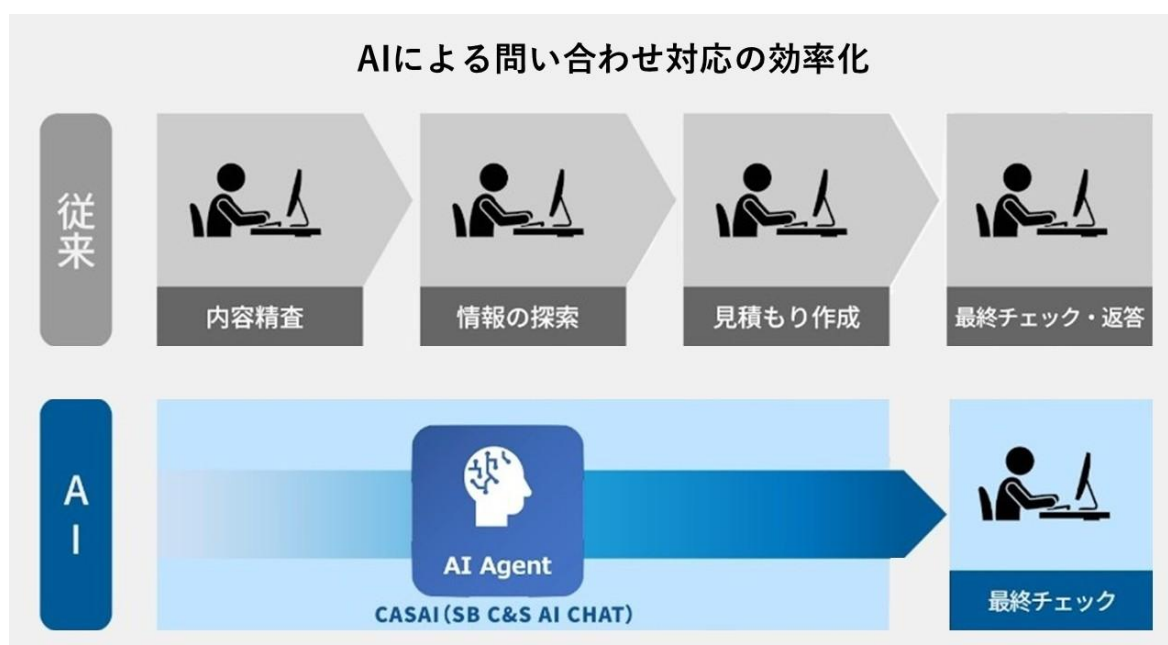 AIによる問い合わせ対応の効率化
従来
内容精査
情報の探索
見積もり作成
最終チェック・返答
AI
AI Agent
CASAI(SB C&S AI CHAT)
最終チェック